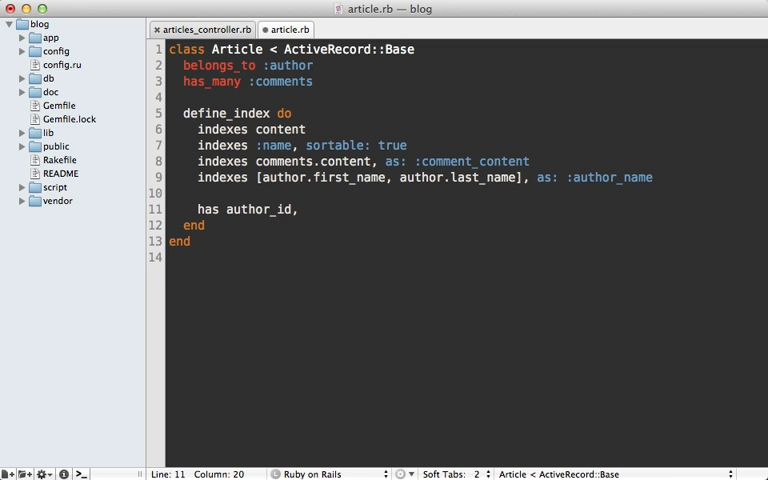 article.rb — blog
blog
app
config
config.ru
db
doc
Gemfile
Gemfile.lock
lib
public
Rakefile
README
script
vendor
articles_controller.rb
article.rb
1 class Article < ActiveRecord::Base
2   belongs_to :author
3   has_many :comments
4
5   define_index do
6     indexes content
7     indexes :name, sortable: true
8     indexes comments.content, as: :comment_content
9     indexes [author.first_name, author.last_name], as: :author_name
10
11     has author_id,
12   end
13 end
14
Line: 11 Column: 20 Ruby on Rails Soft Tabs: 2 Article < ActiveRecord::Base